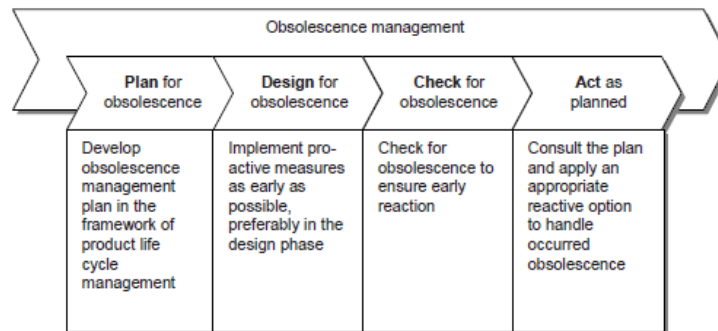 Obsolescence management
Plan for
obsolescence
Design for
obsolescence
Check for
obsolescence
Act as
planned
Develop
obsolescence
management
plan in the
framework of
product life
cycle
management
Implement pro-
active measures
as early as
possible,
preferably in the
design phase
Check for
obsolescence to
ensure early
reaction
Consult the plan
and apply an
appropriate
reactive option
to handle
occurred
obsolescence